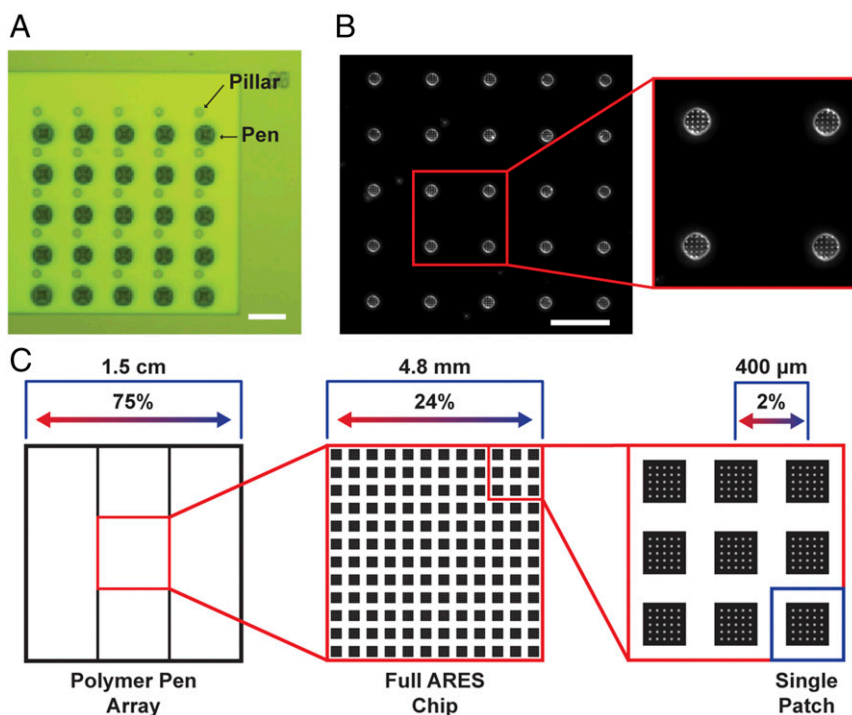 A
Pillar
Pen
B
C
1.5 cm
75%
4.8 mm
24%
400 µm
2%
Polymer Pen
Array
Full ARES
Chip
Single
Patch